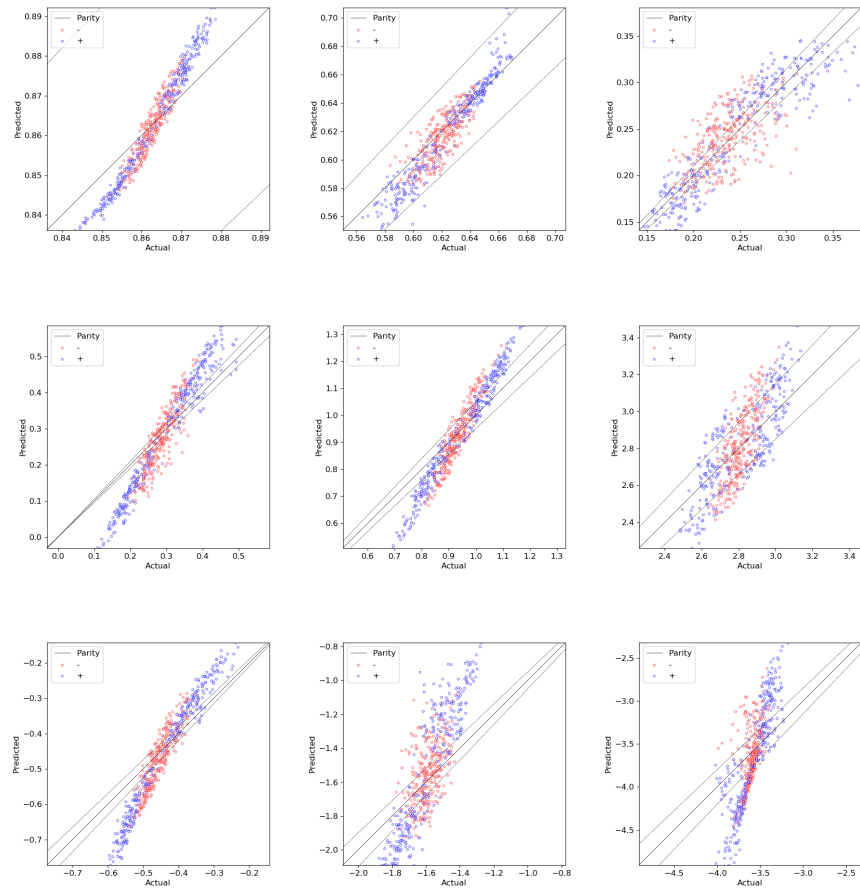 0.89
0.88
0.87
0.86
0.85
0.84
Predicted
Parity
-
+
0.84 0.85 0.86 0.87 0.88 0.89
Actual
0.70
0.68
0.66
0.64
0.62
0.60
0.58
0.56
Predicted
Parity
-
+
0.56 0.58 0.60 0.62 0.64 0.66 0.68 0.70
Actual
0.35
0.30
0.25
0.20
0.15
Predicted
Parity
-
+
0.15 0.20 0.25 0.30 0.35
Actual
0.5
0.4
0.3
0.2
0.1
0.0
Predicted
Parity
-
+
0.0 0.1 0.2 0.3 0.4 0.5
Actual
1.3
1.2
1.1
1.0
0.9
0.8
0.7
0.6
Predicted
Parity
-
+
0.6 0.7 0.8 0.9 1.0 1.1 1.2 1.3
Actual
3.4
3.2
3.0
2.8
2.6
2.4
Predicted
Parity
-
+
2.4 2.6 2.8 3.0 3.2 3.4
Actual
−0.2
−0.3
−0.4
−0.5
−0.6
−0.7
Predicted
Parity
-
+
−0.7 −0.6 −0.5 −0.4 −0.3 −0.2
Actual
−0.8
−1.0
−1.2
−1.4
−1.6
−1.8
−2.0
Predicted
Parity
-
+
−2.0 −1.8 −1.6 −1.4 −1.2 −1.0 −0.8
Actual
−2.5
−3.0
−3.5
−4.0
−4.5
Predicted
Parity
-
+
−4.5 −4.0 −3.5 −3.0 −2.5
Actual